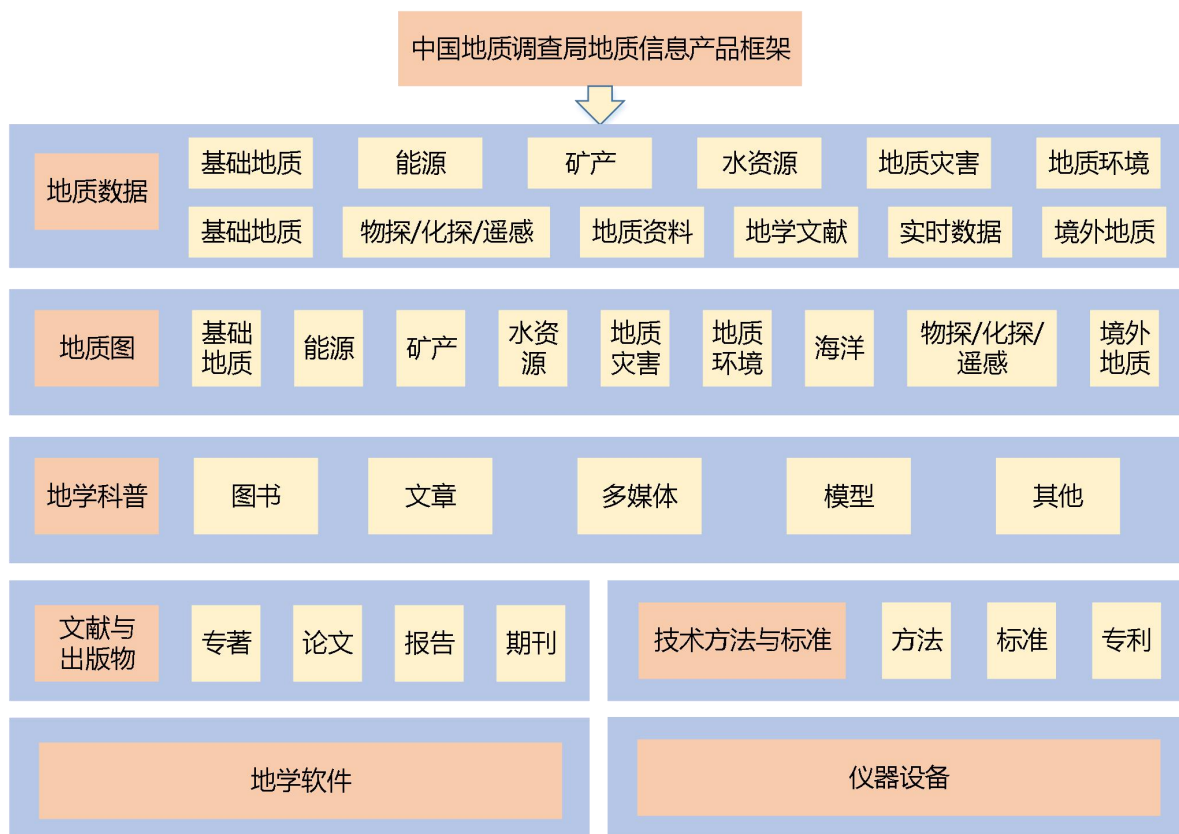 中国地质调查局地质信息产品框架
地质数据
基础地质
能源
矿产
水资源
地质灾害
地质环境
基础地质
物探/化探/遥感
地质资料
地学文献
实时数据
境外地质
地质图
基础
地质
能源
矿产
水资
源
地质
灾害
地质
环境
海洋
物探/化探/
遥感
境外
地质
地学科普
图书
文章
多媒体
模型
其他
文献与
出版物
专著
论文
报告
期刊
技术方法与标准
方法
标准
专利
地学软件
仪器设备